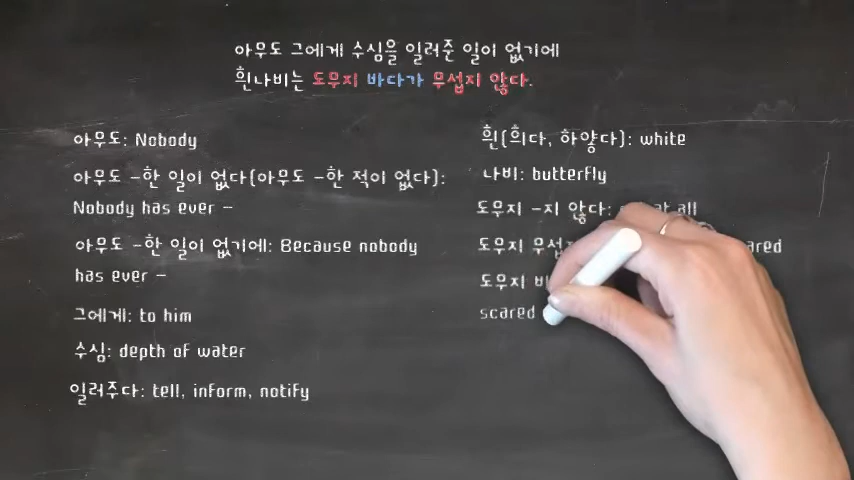 아무도 그에게 수심을 일러준 일이 없기에
흰나비는 도무지 바다가 무섭지 않다.
아무도: Nobody
아무도 -한 일이 없다(아무도 -한 적이 없다):
Nobody has ever -
아무도 -한 일이 없기에: Because nobody
has ever -
그에게: to him
수심: depth of water
일러주다: tell, inform, notify
흰(희다, 하얗다): white
나비: butterfly
도무지 -지 않다: at all
도무지
도무지
scared